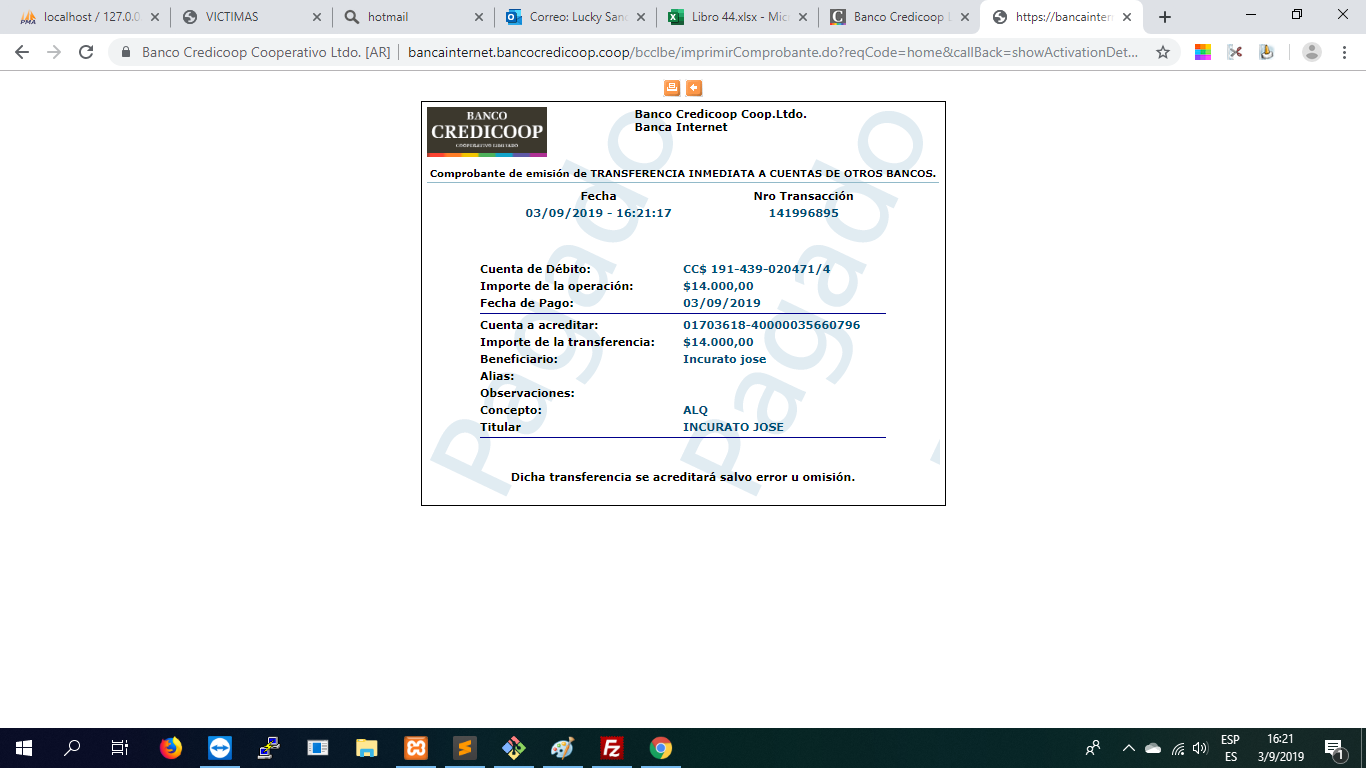 localhost / 127.0.0
VICTIMAS
hotmail
Correo: Lucky San
Libro 44.xlsx - Mic
Banco Credicoop L
https://bancainter
Banco Credicoop Cooperativo Ltdo. [AR]
bancainternet.bancocredicoop.coop/bcclbe/imprimirComprobante.do?reqCode=home&callBack=showActivationDet...
BANCO
CREDICOOP
COOPERATIVO LIMITADO
Banco Credicoop Coop.Ltdo.
Banca Internet
Comprobante de emisión de TRANSFERENCIA INMEDIATA A CUENTAS DE OTROS BANCOS.
Fecha Nro Transacción
03/09/2019 - 16:21:17 141996895
Cuenta de Débito: CC$ 191-439-020471/4
Importe de la operación: $14.000,00
Fecha de Pago: 03/09/2019
Cuenta a acreditar: 01703618-40000035660796
Importe de la transferencia: $14.000,00
Beneficiario: Incurato jose
Alias:
Observaciones:
Concepto: ALQ
Titular INCURATO JOSE
Dicha transferencia se acreditará salvo error u omisión.
Pagado
Pagado
ESP
ES
16:21
3/9/2019
1